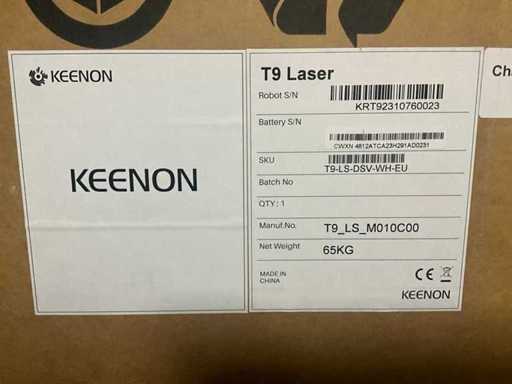 KEENON
KEENON
T9 Laser
Robot S/N
KRT92310760023
Battery S/N
CWXN-4812ATCA23H291AD0231
SKU
T9-LS-DSV-WH-EU
Batch No
QTY : 1
Manuf.No.
T9_LS_M010C00
Net Weight
65KG
MADE IN
CHINA
CE
KEENON